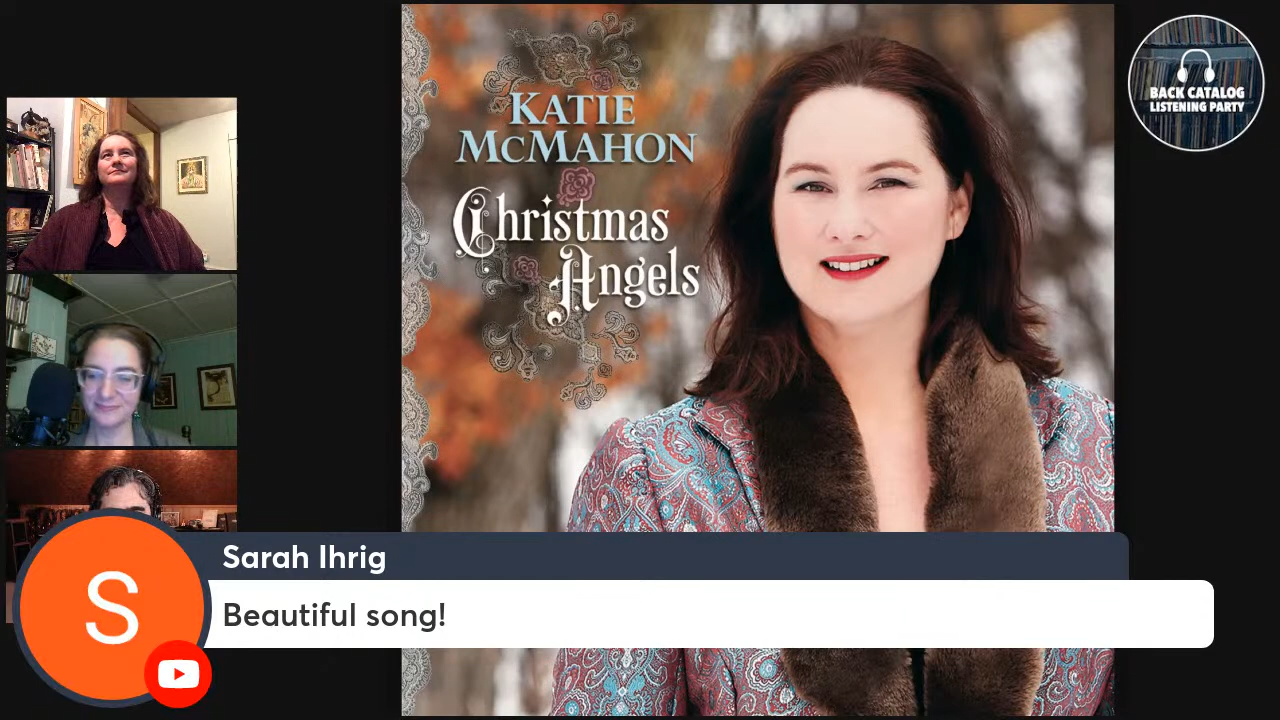 KATIE
MCMAHON
Christmas
Angels
BACK CATALOG
LISTENING PARTY
Sarah Ihrig
Beautiful song!
S